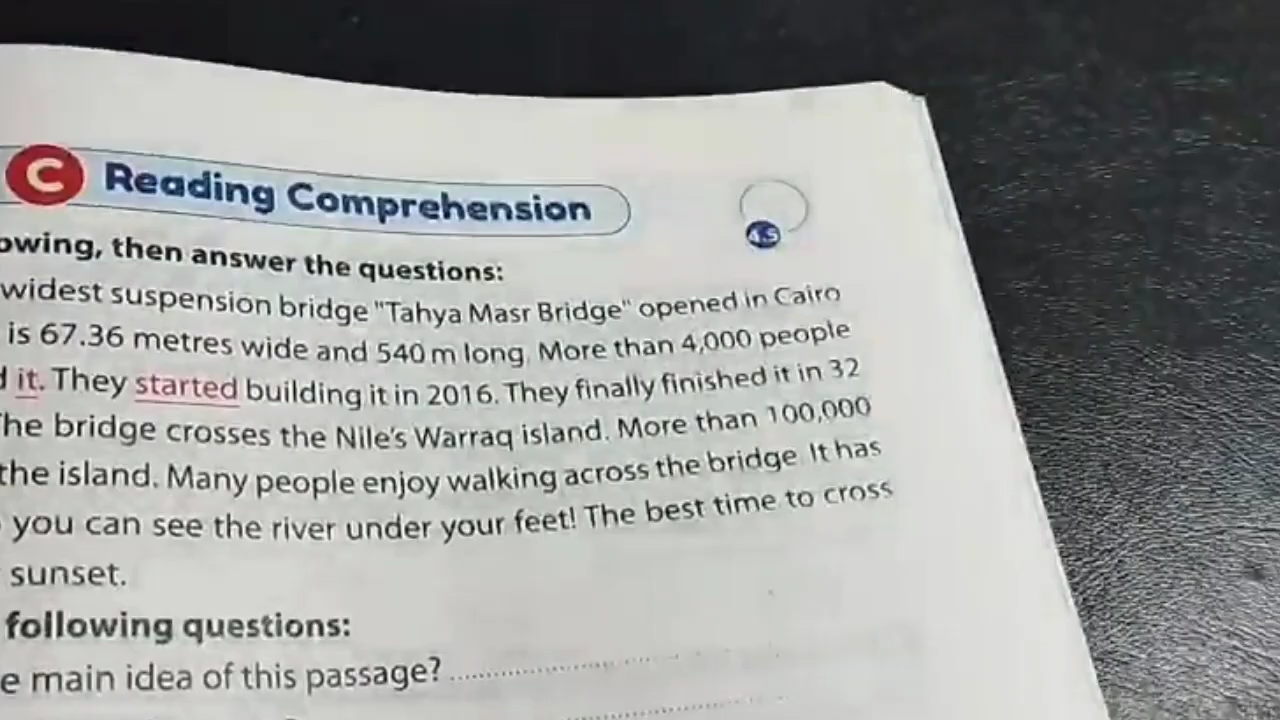 C Reading Comprehension
4.5
owing, then answer the questions:
widest suspension bridge "Tahya Masr Bridge" opened in Cairo
is 67.36 metres wide and 540 m long. More than 4,000 people
d it. They started building it in 2016. They finally finished it in 32
The bridge crosses the Nile's Warraq island. More than 100,000
the island. Many people enjoy walking across the bridge. It has
you can see the river under your feet! The best time to cross
sunset.
following questions:
e main idea of this passage?